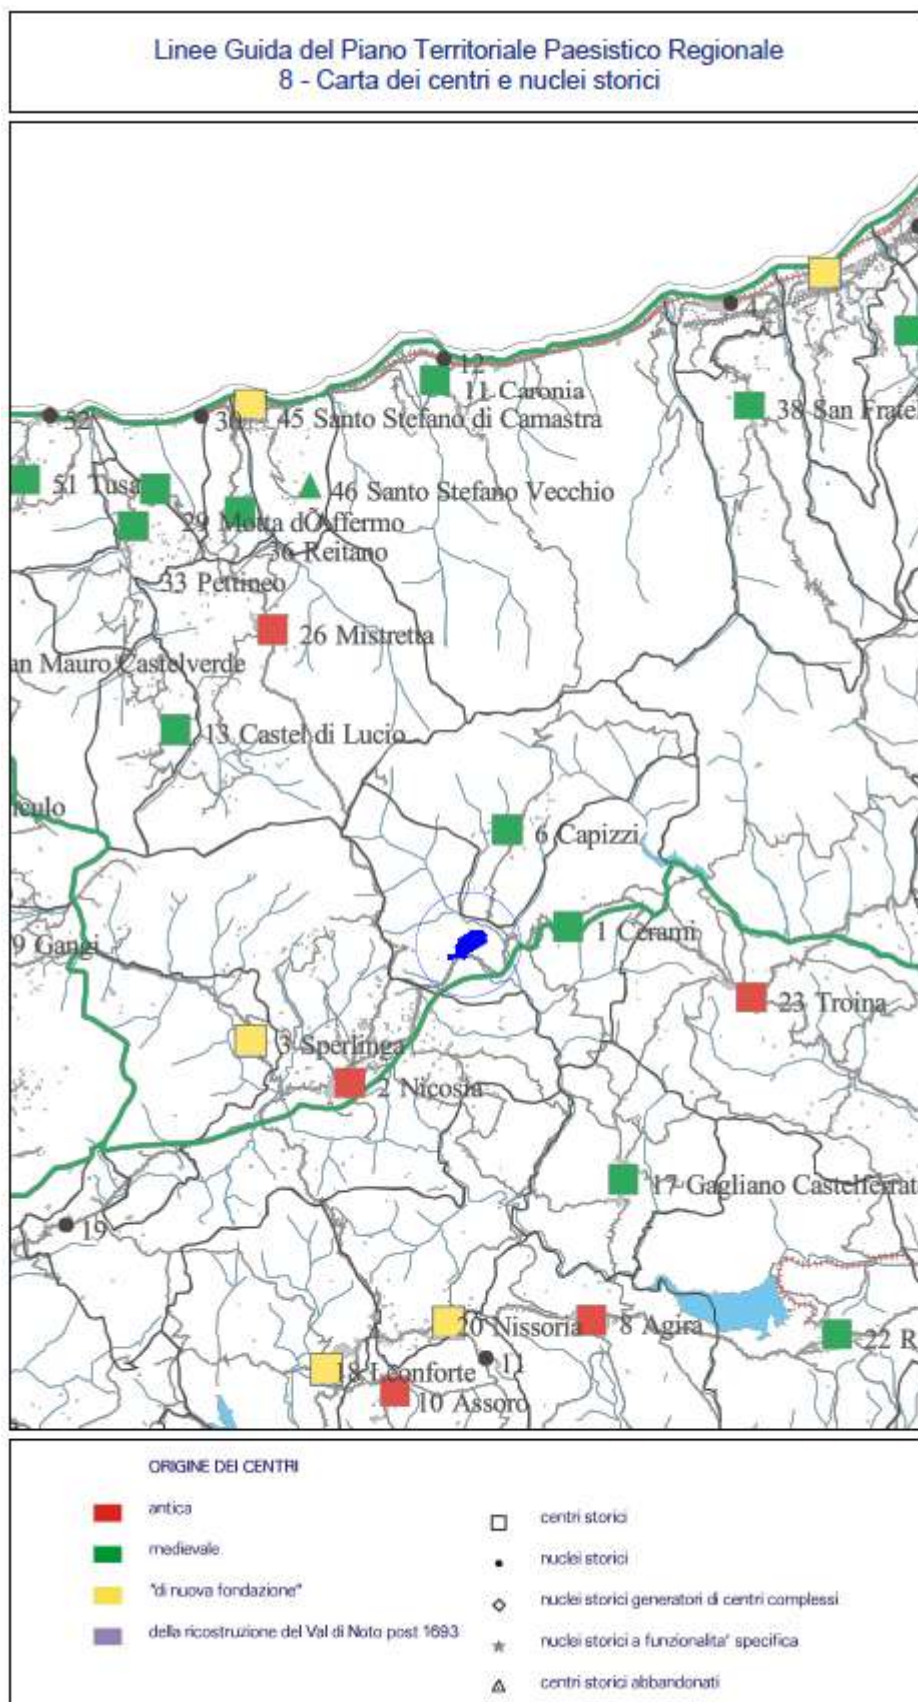 Linee Guida del Piano Territoriale Paesistico Regionale
8 - Carta dei centri e nuclei storici
12
11 Caronia
38 San Fratel
52
30
45 Santo Stefano di Camastra
51 Tusa
46 Santo Stefano Vecchio
29 Motta dÕAffermo
36 Reitano
33 Pettineo
26 Mistretta
an Mauro Castelverde
13 Castel di Lucio
iculo
6 Capizzi
1 Cerami
9 Gangi
23 Troina
3 Sperlinga
2 Nicosia
17 Gagliano Castelferrat
19
20 Nissoria
8 Agira
22 R
11
18 Leonforte
10 Assoro
ORIGINE DEI CENTRI
antica
medievale
"di nuova fondazione"
della ricostruzione del Val di Noto post 1693
centri storici
nuclei storici
nuclei storici generatori di centri complessi
nuclei storici a funzionalita' specifica
centri storici abbandonati